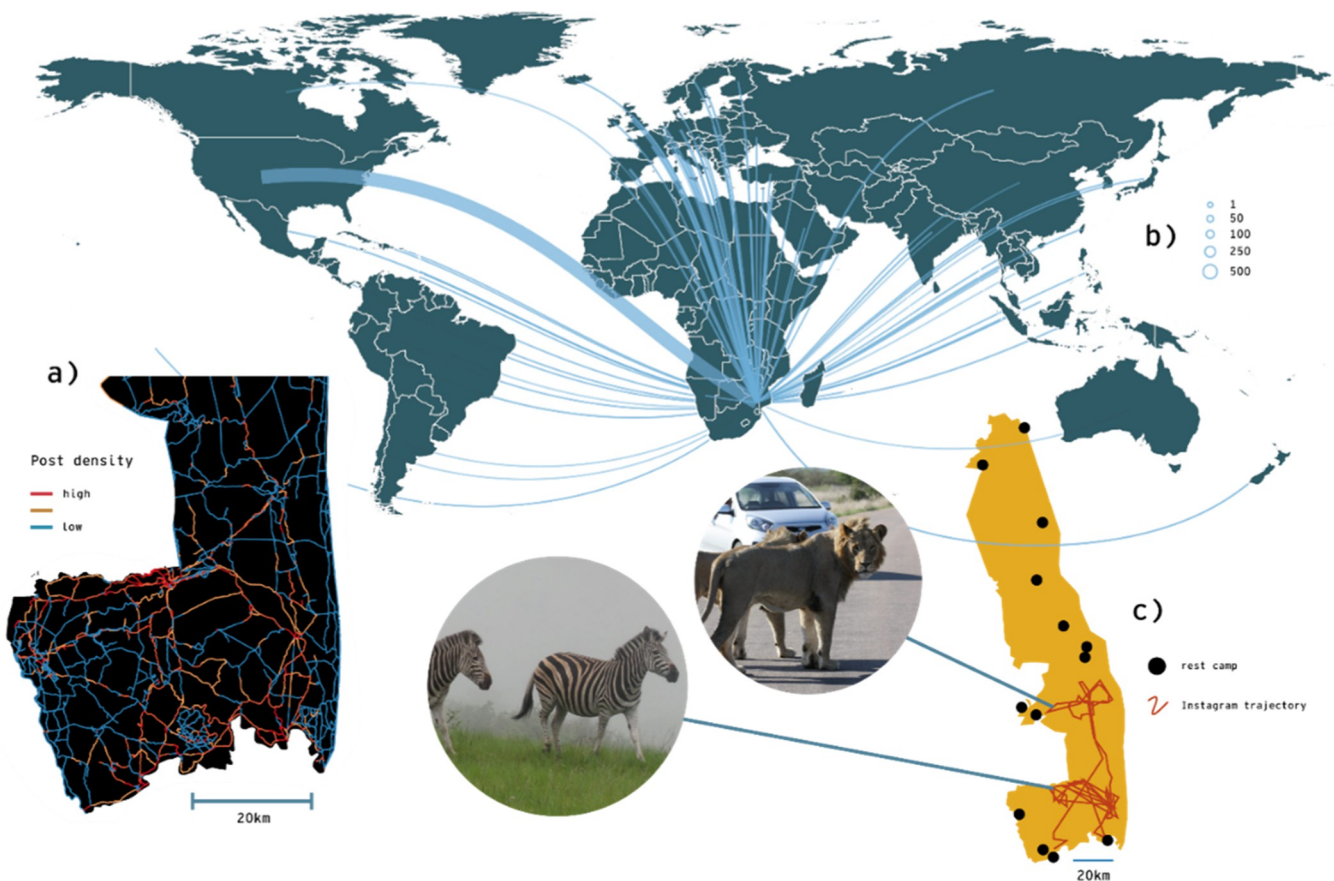 b)
1
50
100
250
500
a)
Post density
high
low
20km
c)
rest camp
Instagram trajectory
20km